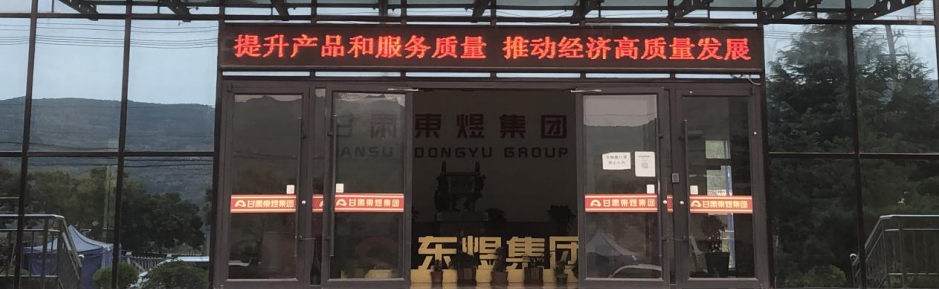 提升产品和服务质量 推动经济高质量发展
甘肃東煜集团
GANSU DONGYU GROUP
甘肃東煜集团 甘肃東煜集团 甘肃東煜集团 甘肃東煜集团
东煜集团